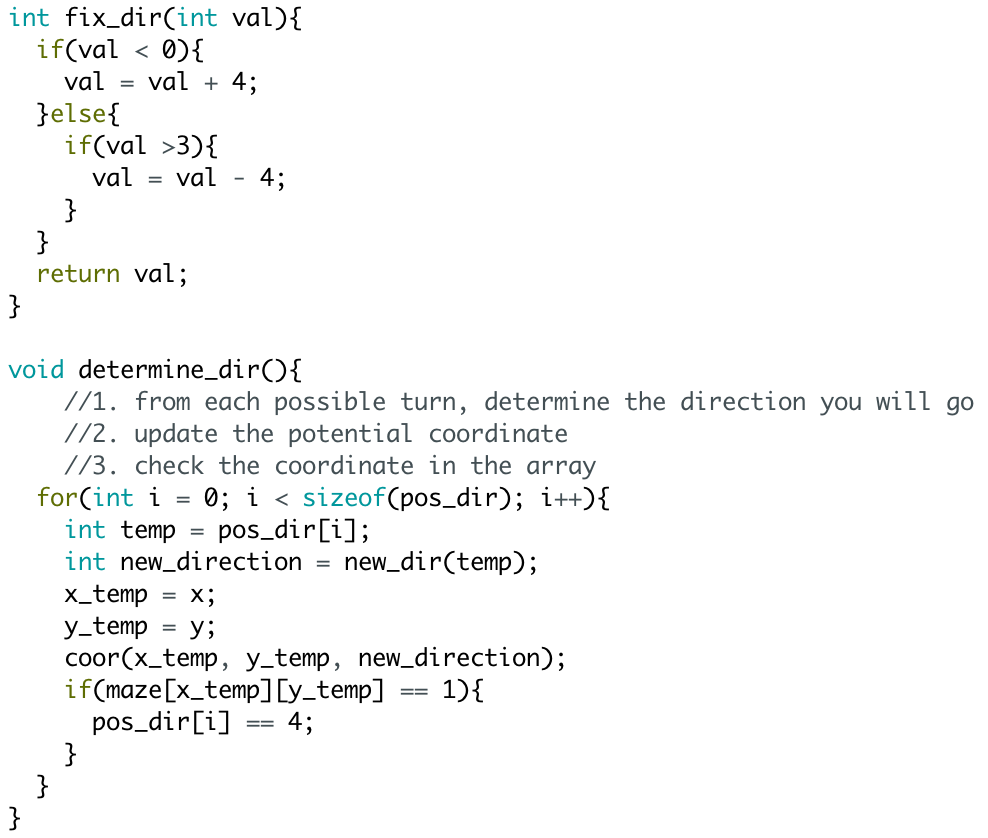 int fix_dir(int val){
  if(val < 0){
    val = val + 4;
  }else{
    if(val >3){
      val = val - 4;
    }
  }
  return val;
}

void determine_dir(){
    //1. from each possible turn, determine the direction you will go
    //2. update the potential coordinate
    //3. check the coordinate in the array
  for(int i = 0; i < sizeof(pos_dir); i++){
    int temp = pos_dir[i];
    int new_direction = new_dir(temp);
    x_temp = x;
    y_temp = y;
    coor(x_temp, y_temp, new_direction);
    if(maze[x_temp][y_temp] == 1){
      pos_dir[i] == 4;
    }
  }
}